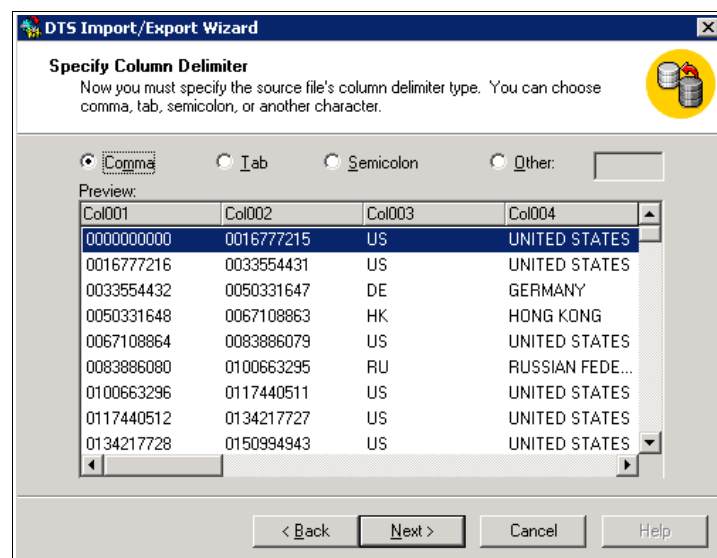 DTS Import/Export Wizard
Specify Column Delimiter
Now you must specify the source file's column delimiter type. You can choose
comma, tab, semicolon, or another character.
Comma Tab Semicolon Other:
Preview:
Col001 Col002 Col003 Col004
0000000000 0016777215 US UNITED STATES
0016777216 0033554431 US UNITED STATES
0033554432 0050331647 DE GERMANY
0050331648 0067108863 HK HONG KONG
0067108864 0083886079 US UNITED STATES
0083886080 0100663295 RU RUSSIAN FEDE...
0100663296 0117440511 US UNITED STATES
0117440512 0134217727 US UNITED STATES
0134217728 0150994943 US UNITED STATES
< Back Next > Cancel Help